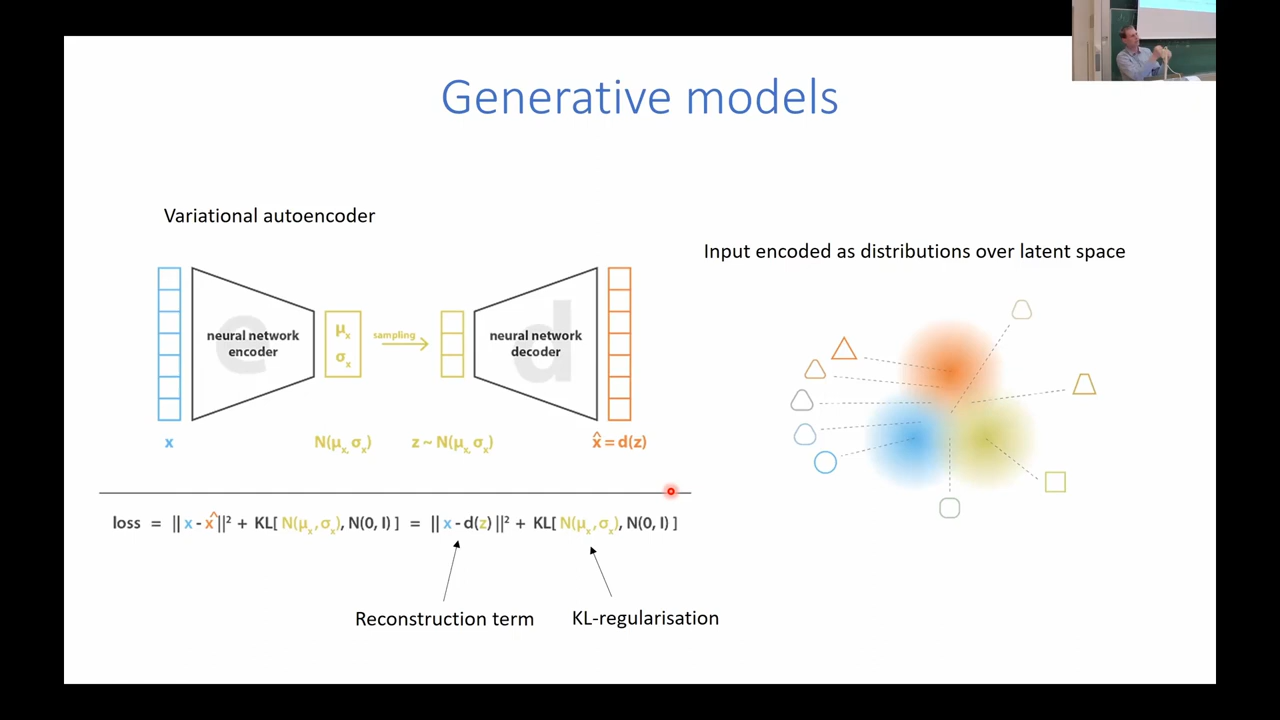 Generative models
Variational autoencoder
Input encoded as distributions over latent space
e
d
neural network
encoder
μₓ
σₓ
sampling
neural network
decoder
x
N(μₓ, σₓ)
z ~ N(μₓ, σₓ)
x̂ = d(z)
loss = || x - x̂ ||² + KL[ N(μₓ, σₓ), N(0, I) ] = || x - d(z) ||² + KL[ N(μₓ, σₓ), N(0, I) ]
Reconstruction term
KL-regularisation